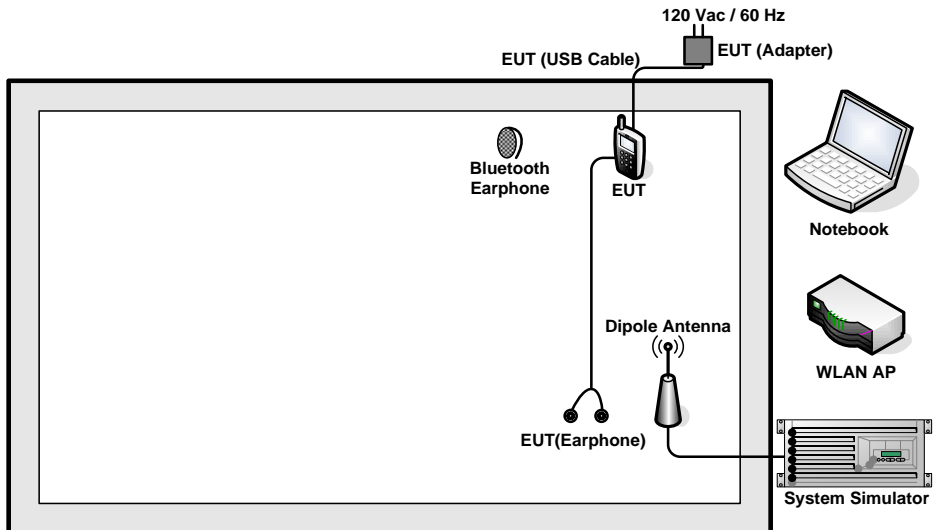 120 Vac / 60 Hz
EUT (USB Cable)
EUT (Adapter)
Bluetooth
Earphone
EUT
Notebook
Dipole Antenna
WLAN AP
EUT(Earphone)
System Simulator